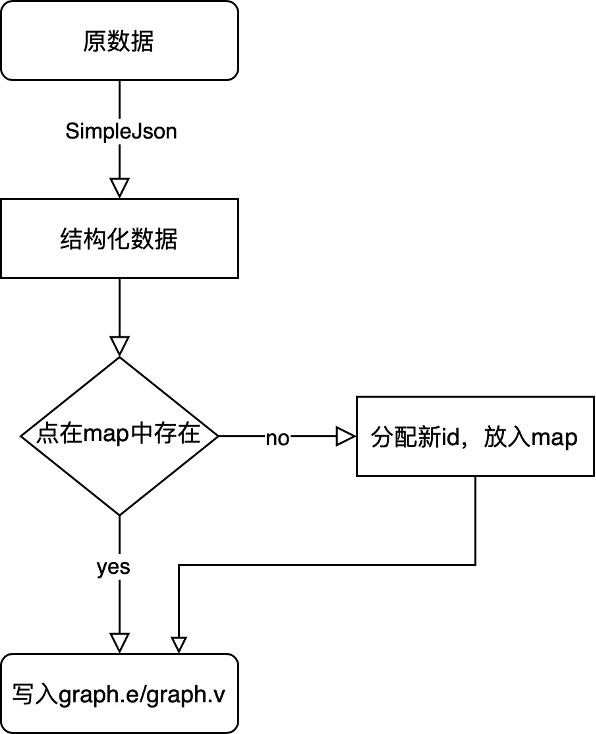 原数据
SimpleJson
结构化数据
点在map中存在
no
分配新id，放入map
yes
写入graph.e/graph.v